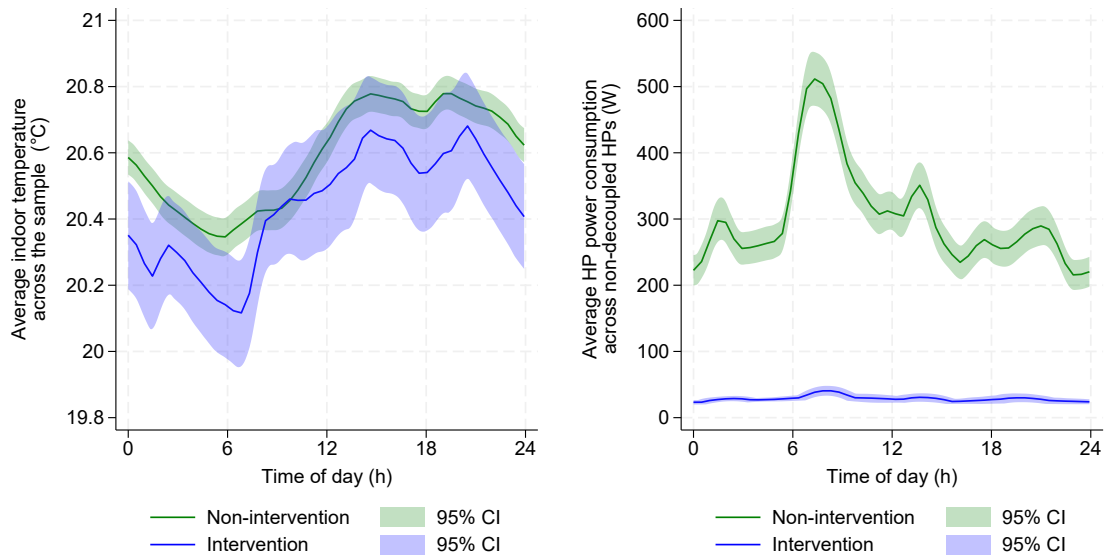 Average indoor temperature
across the sample (°C)
21
20.8
20.6
20.4
20.2
20
19.8
0 6 12 18 24
Time of day (h)
Non-intervention 95% CI
Intervention 95% CI
Average HP power consumption
across non-decoupled HPs (W)
600
500
400
300
200
100
0
0 6 12 18 24
Time of day (h)
Non-intervention 95% CI
Intervention 95% CI